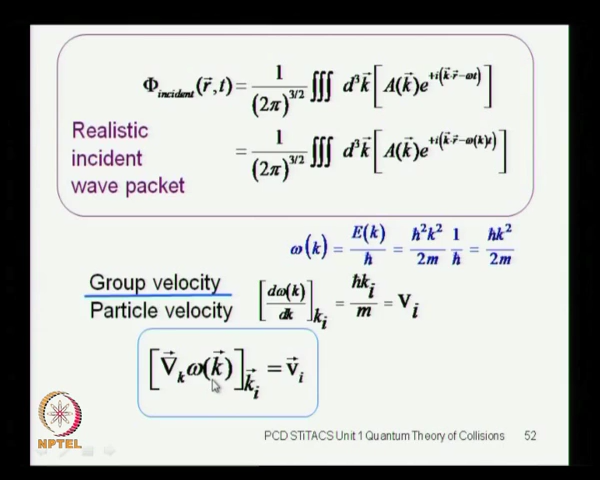 Φ_incident(r⃗,t) = 1/(2π)^{3/2} ∭ d³k⃗ [A(k⃗)e^{+i(k⃗·r⃗−ωt)}]
Realistic
incident
wave packet
= 1/(2π)^{3/2} ∭ d³k⃗ [A(k⃗)e^{+i(k⃗·r⃗−ω(k)t)}]
ω(k) = E(k)/ħ = ħ²k²/2m 1/ħ = ħk²/2m
Group velocity
Particle velocity
[dω(k)/dk]_{k_i} = ħk_i/m = v_i
[∇⃗_k ω(k⃗)]_{k⃗_i} = v⃗_i
NPTEL
PCD STiTACS Unit 1 Quantum Theory of Collisions 52